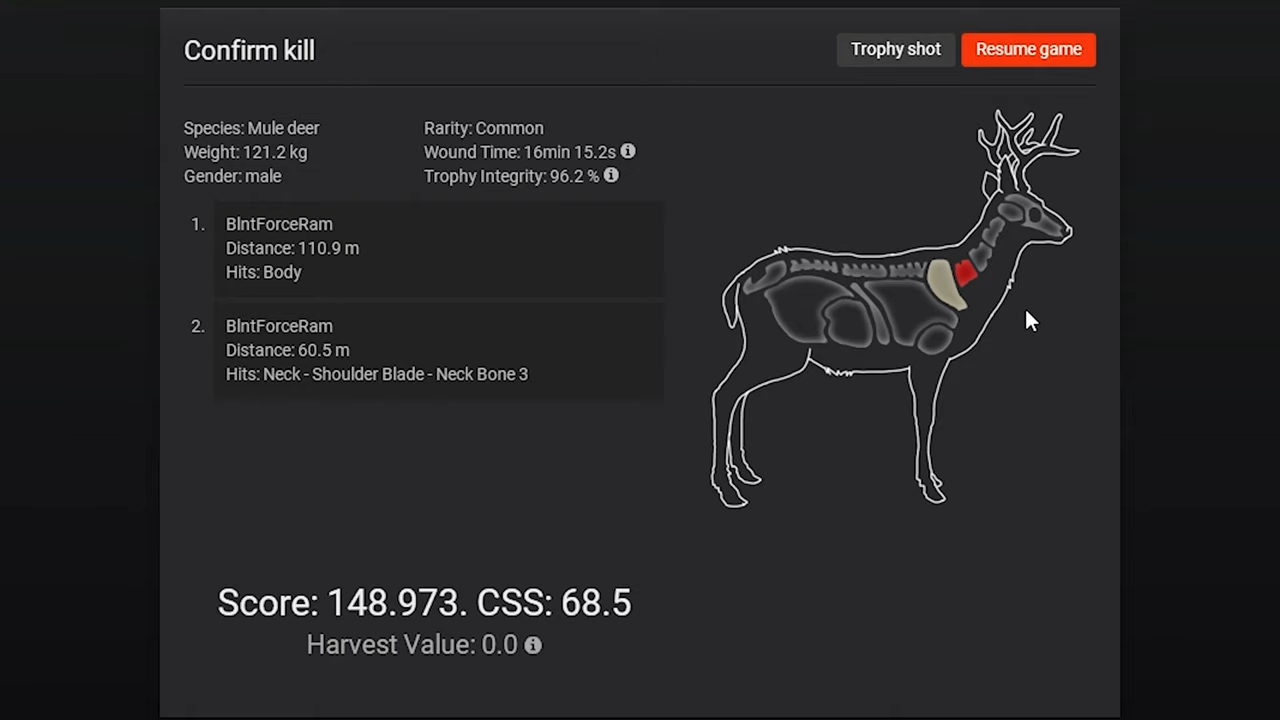 Confirm kill
Trophy shot
Resume game
Species: Mule deer
Weight: 121.2 kg
Gender: male
Rarity: Common
Wound Time: 16min 15.2s
Trophy Integrity: 96.2 %
1.
BlntForceRam
Distance: 110.9 m
Hits: Body
2.
BlntForceRam
Distance: 60.5 m
Hits: Neck - Shoulder Blade - Neck Bone 3
Score: 148.973. CSS: 68.5
Harvest Value: 0.0